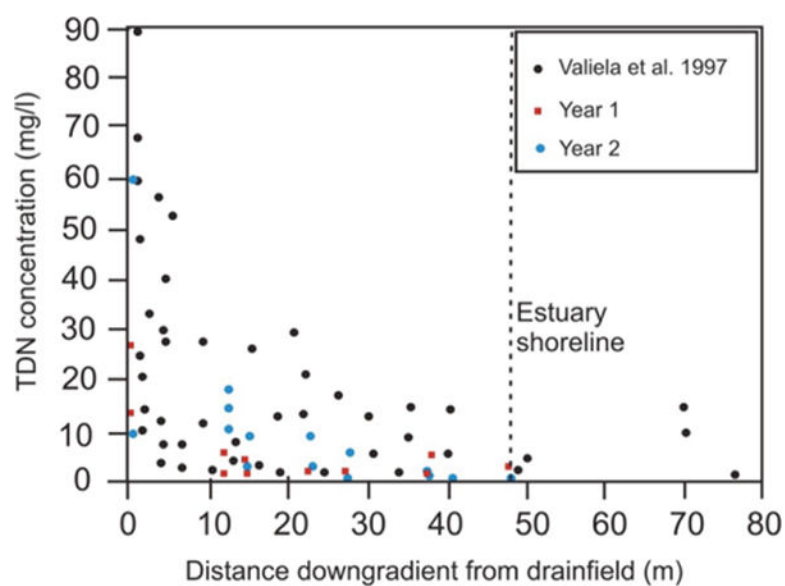 TDN concentration (mg/l)
90
80
70
60
50
40
30
20
10
0
Valiela et al. 1997
Year 1
Year 2
Estuary
shoreline
0 10 20 30 40 50 60 70 80
Distance downgradient from drainfield (m)